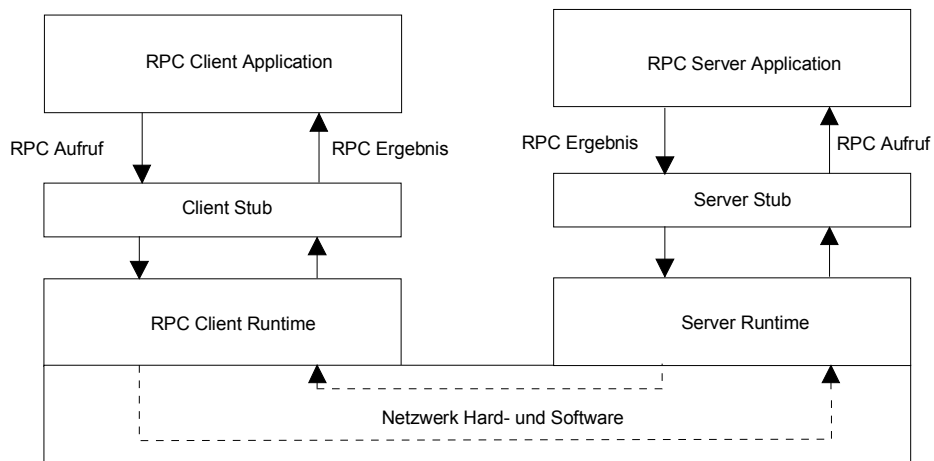 RPC Client Application
RPC Server Application
RPC Aufruf
RPC Ergebnis
RPC Ergebnis
RPC Aufruf
Client Stub
Server Stub
RPC Client Runtime
Server Runtime
Netzwerk Hard- und Software